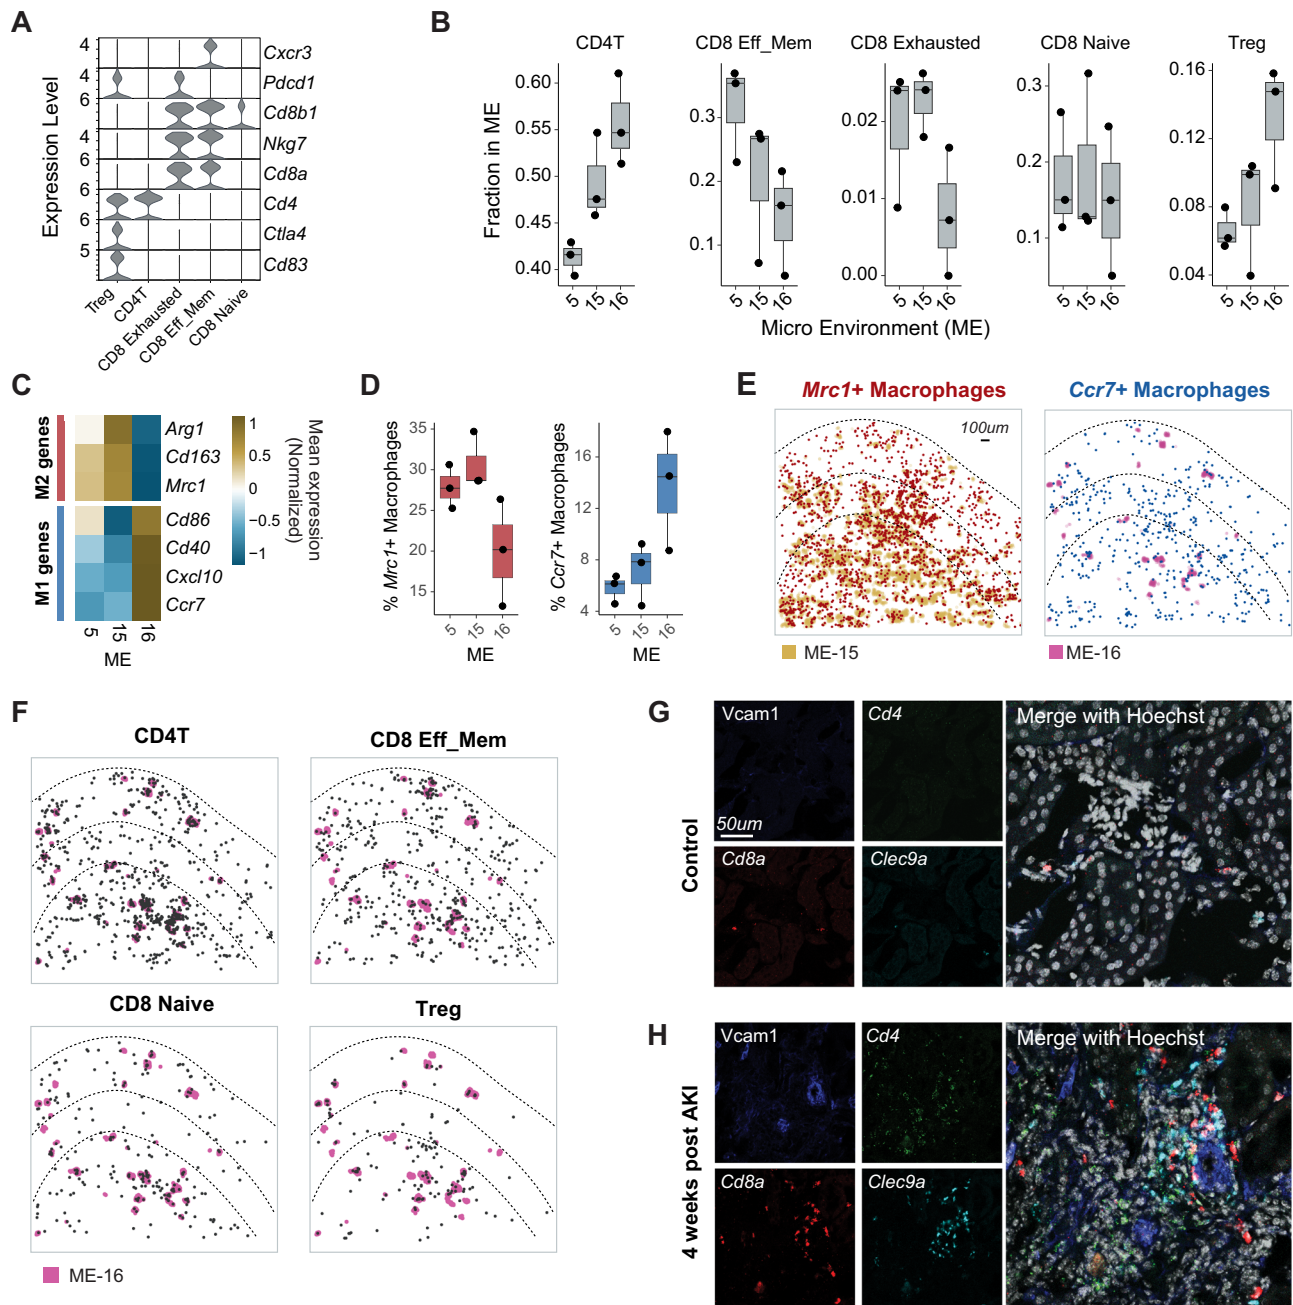 A
Expression Level
4
Cxcr3
4
Pdcd1
6
Cd8b1
4
Nkg7
6
Cd8a
6
Cd4
6
Ctla4
5
Cd83
Treg
CD4T
CD8 Exhausted
CD8 Eff_Mem
CD8 Naive
B
Fraction in ME
CD4T
0.60
0.55
0.50
0.45
0.40
5
15
16
CD8 Eff_Mem
0.3
0.2
0.1
5
15
16
CD8 Exhausted
0.02
0.01
0.00
5
15
16
CD8 Naive
0.3
0.2
0.1
5
15
16
Treg
0.16
0.12
0.08
0.04
5
15
16
Micro Environment (ME)
C
M2 genes
M1 genes
Arg1
Cd163
Mrc1
Cd86
Cd40
Cxcl10
Ccr7
5
15
16
ME
1
0.5
0
−0.5
−1
Mean expression
(Normalized)
D
% Mrc1+ Macrophages
35
30
25
20
15
5
15
16
ME
% Ccr7+ Macrophages
16
12
8
4
5
15
16
ME
E
Mrc1+ Macrophages
100um
ME-15
Ccr7+ Macrophages
ME-16
F
CD4T
CD8 Eff_Mem
CD8 Naive
Treg
ME-16
G
Control
Vcam1
50um
Cd4
Cd8a
Clec9a
Merge with Hoechst
H
4 weeks post AKI
Vcam1
Cd4
Cd8a
Clec9a
Merge with Hoechst